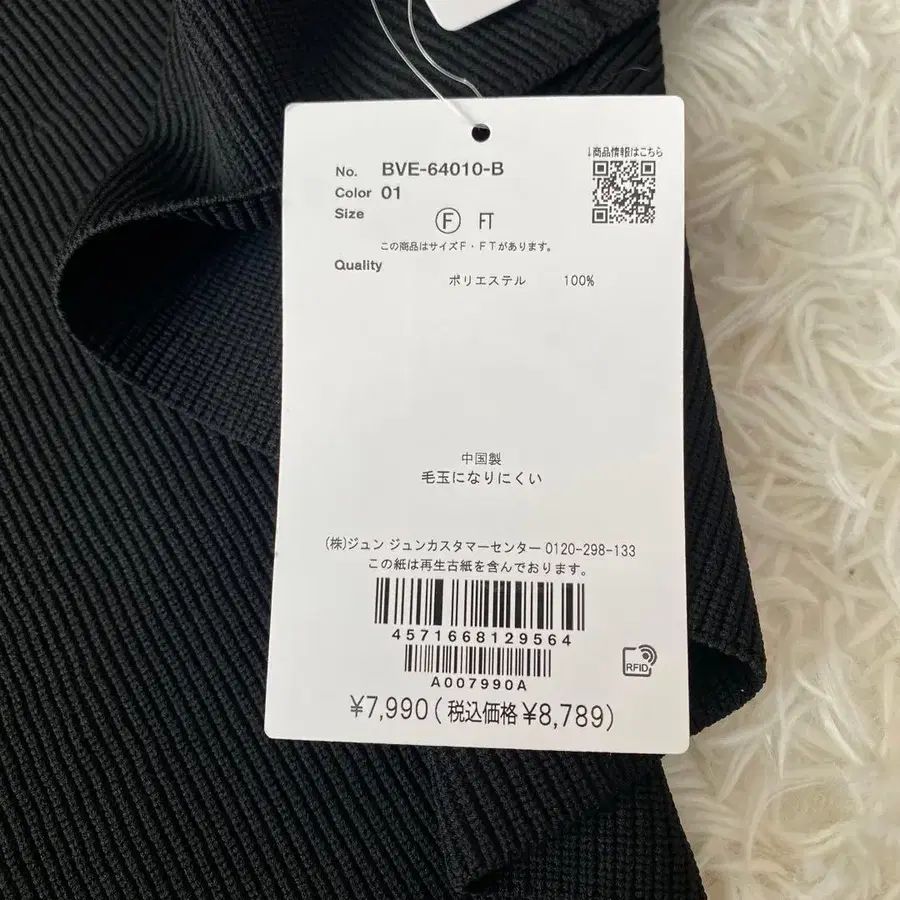 No. BVE-64010-B
↓商品情報はこちら
Color 01
Size Ⓕ FT
この商品はサイズF・FTがあります。
Quality
ポリエステル 100%
中国製
毛玉になりにくい
(株)ジュン ジュンカスタマーセンター 0120-298-133
この紙は再生古紙を含んでおります。
4571668129564
A007990A
RFID
¥7,990(税込価格¥8,789)